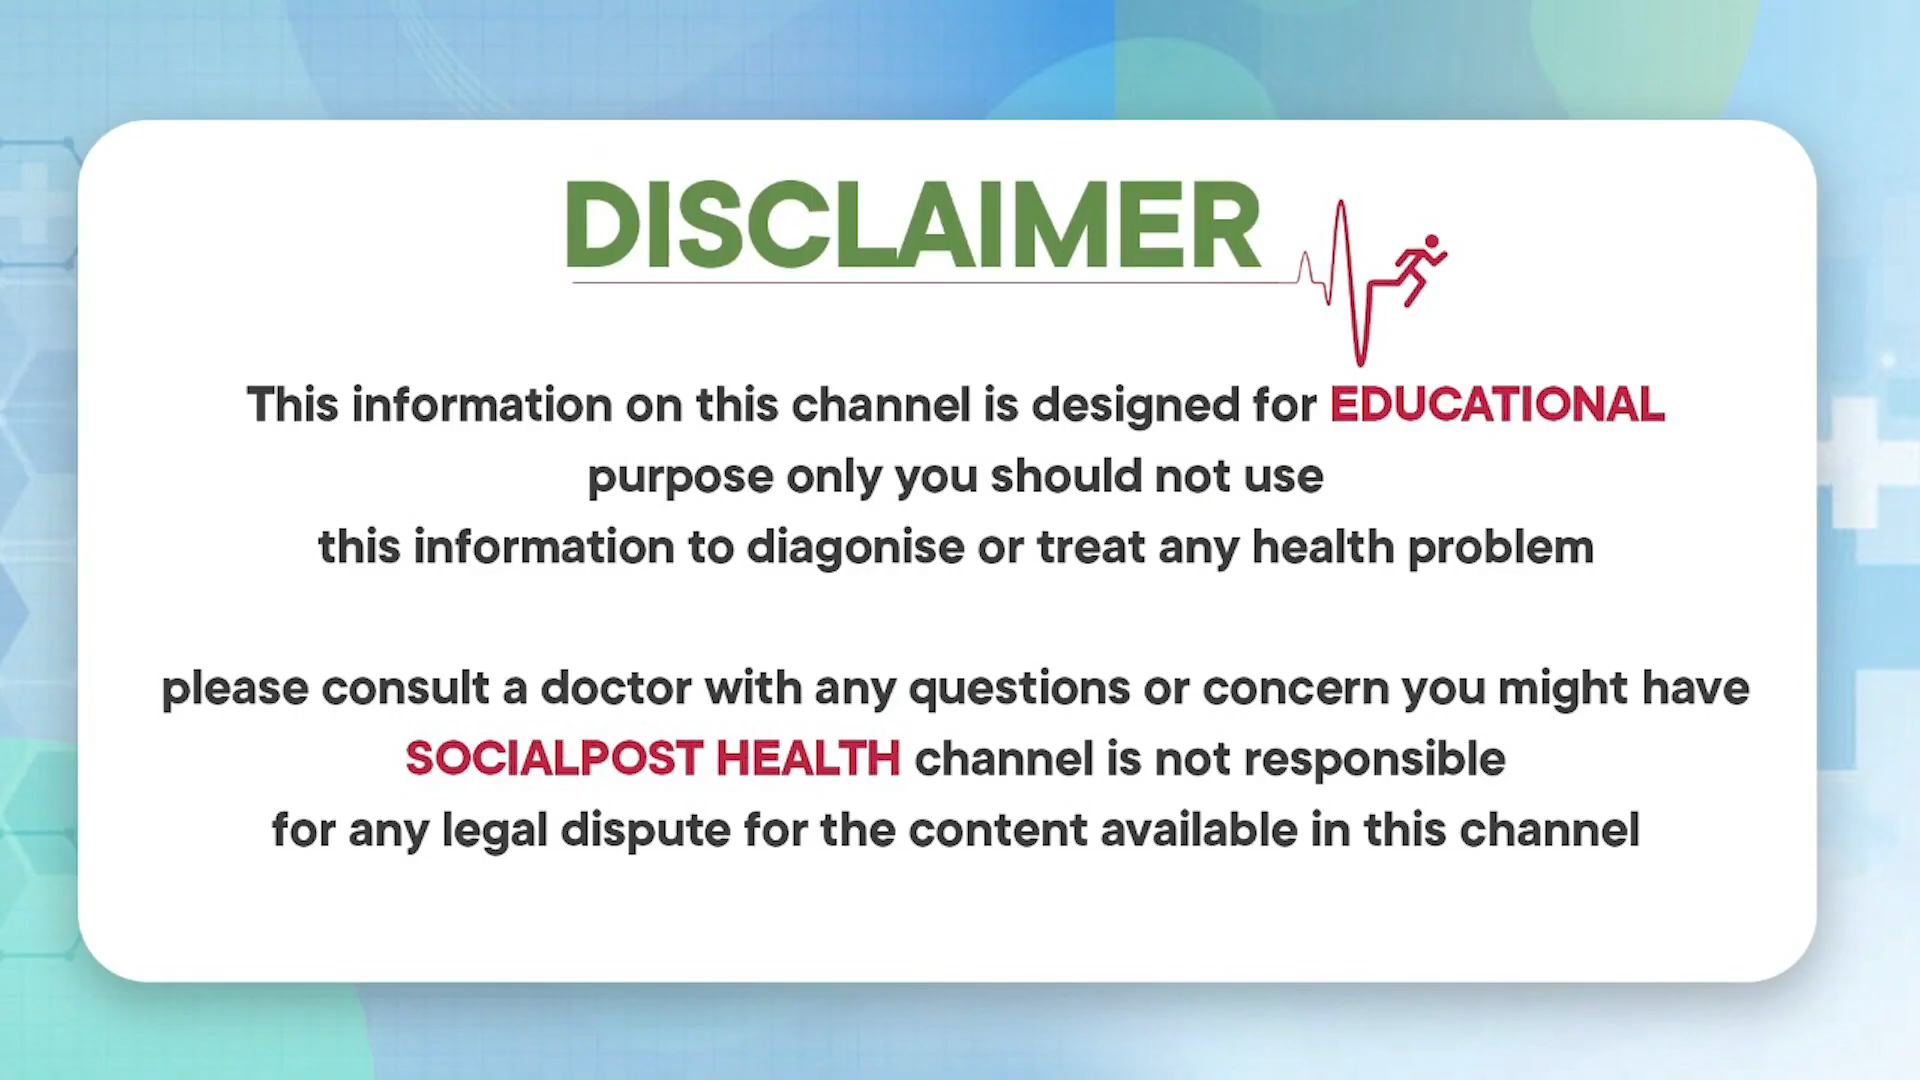 DISCLAIMER
This information on this channel is designed for EDUCATIONAL
purpose only you should not use
this information to diagonise or treat any health problem
please consult a doctor with any questions or concern you might have
SOCIALPOST HEALTH channel is not responsible
for any legal dispute for the content available in this channel